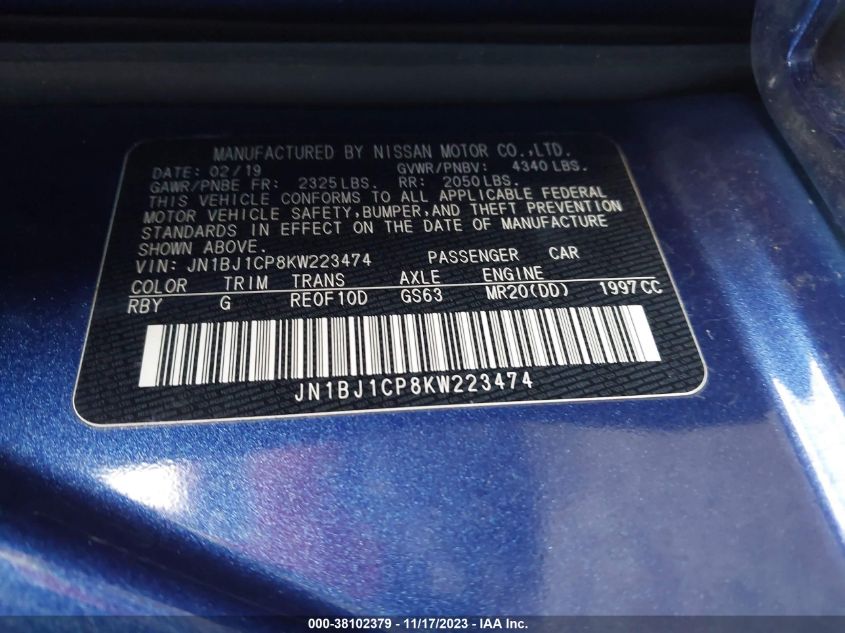 MANUFACTURED BY NISSAN MOTOR CO.,LTD.
DATE: 02/19 GVWR/PNBV: 4340 LBS.
GAWR/PNBE FR: 2325 LBS. RR: 2050 LBS.
THIS VEHICLE CONFORMS TO ALL APPLICABLE FEDERAL
MOTOR VEHICLE SAFETY,BUMPER,AND THEFT PREVENTION
STANDARDS IN EFFECT ON THE DATE OF MANUFACTURE
SHOWN ABOVE.
VIN: JN1BJ1CP8KW223474 PASSENGER CAR
COLOR TRIM TRANS AXLE ENGINE
RBY G RE0F10D GS63 MR20(DD) 1997CC
JN1BJ1CP8KW223474
000-38102379 - 11/17/2023 - IAAI.com